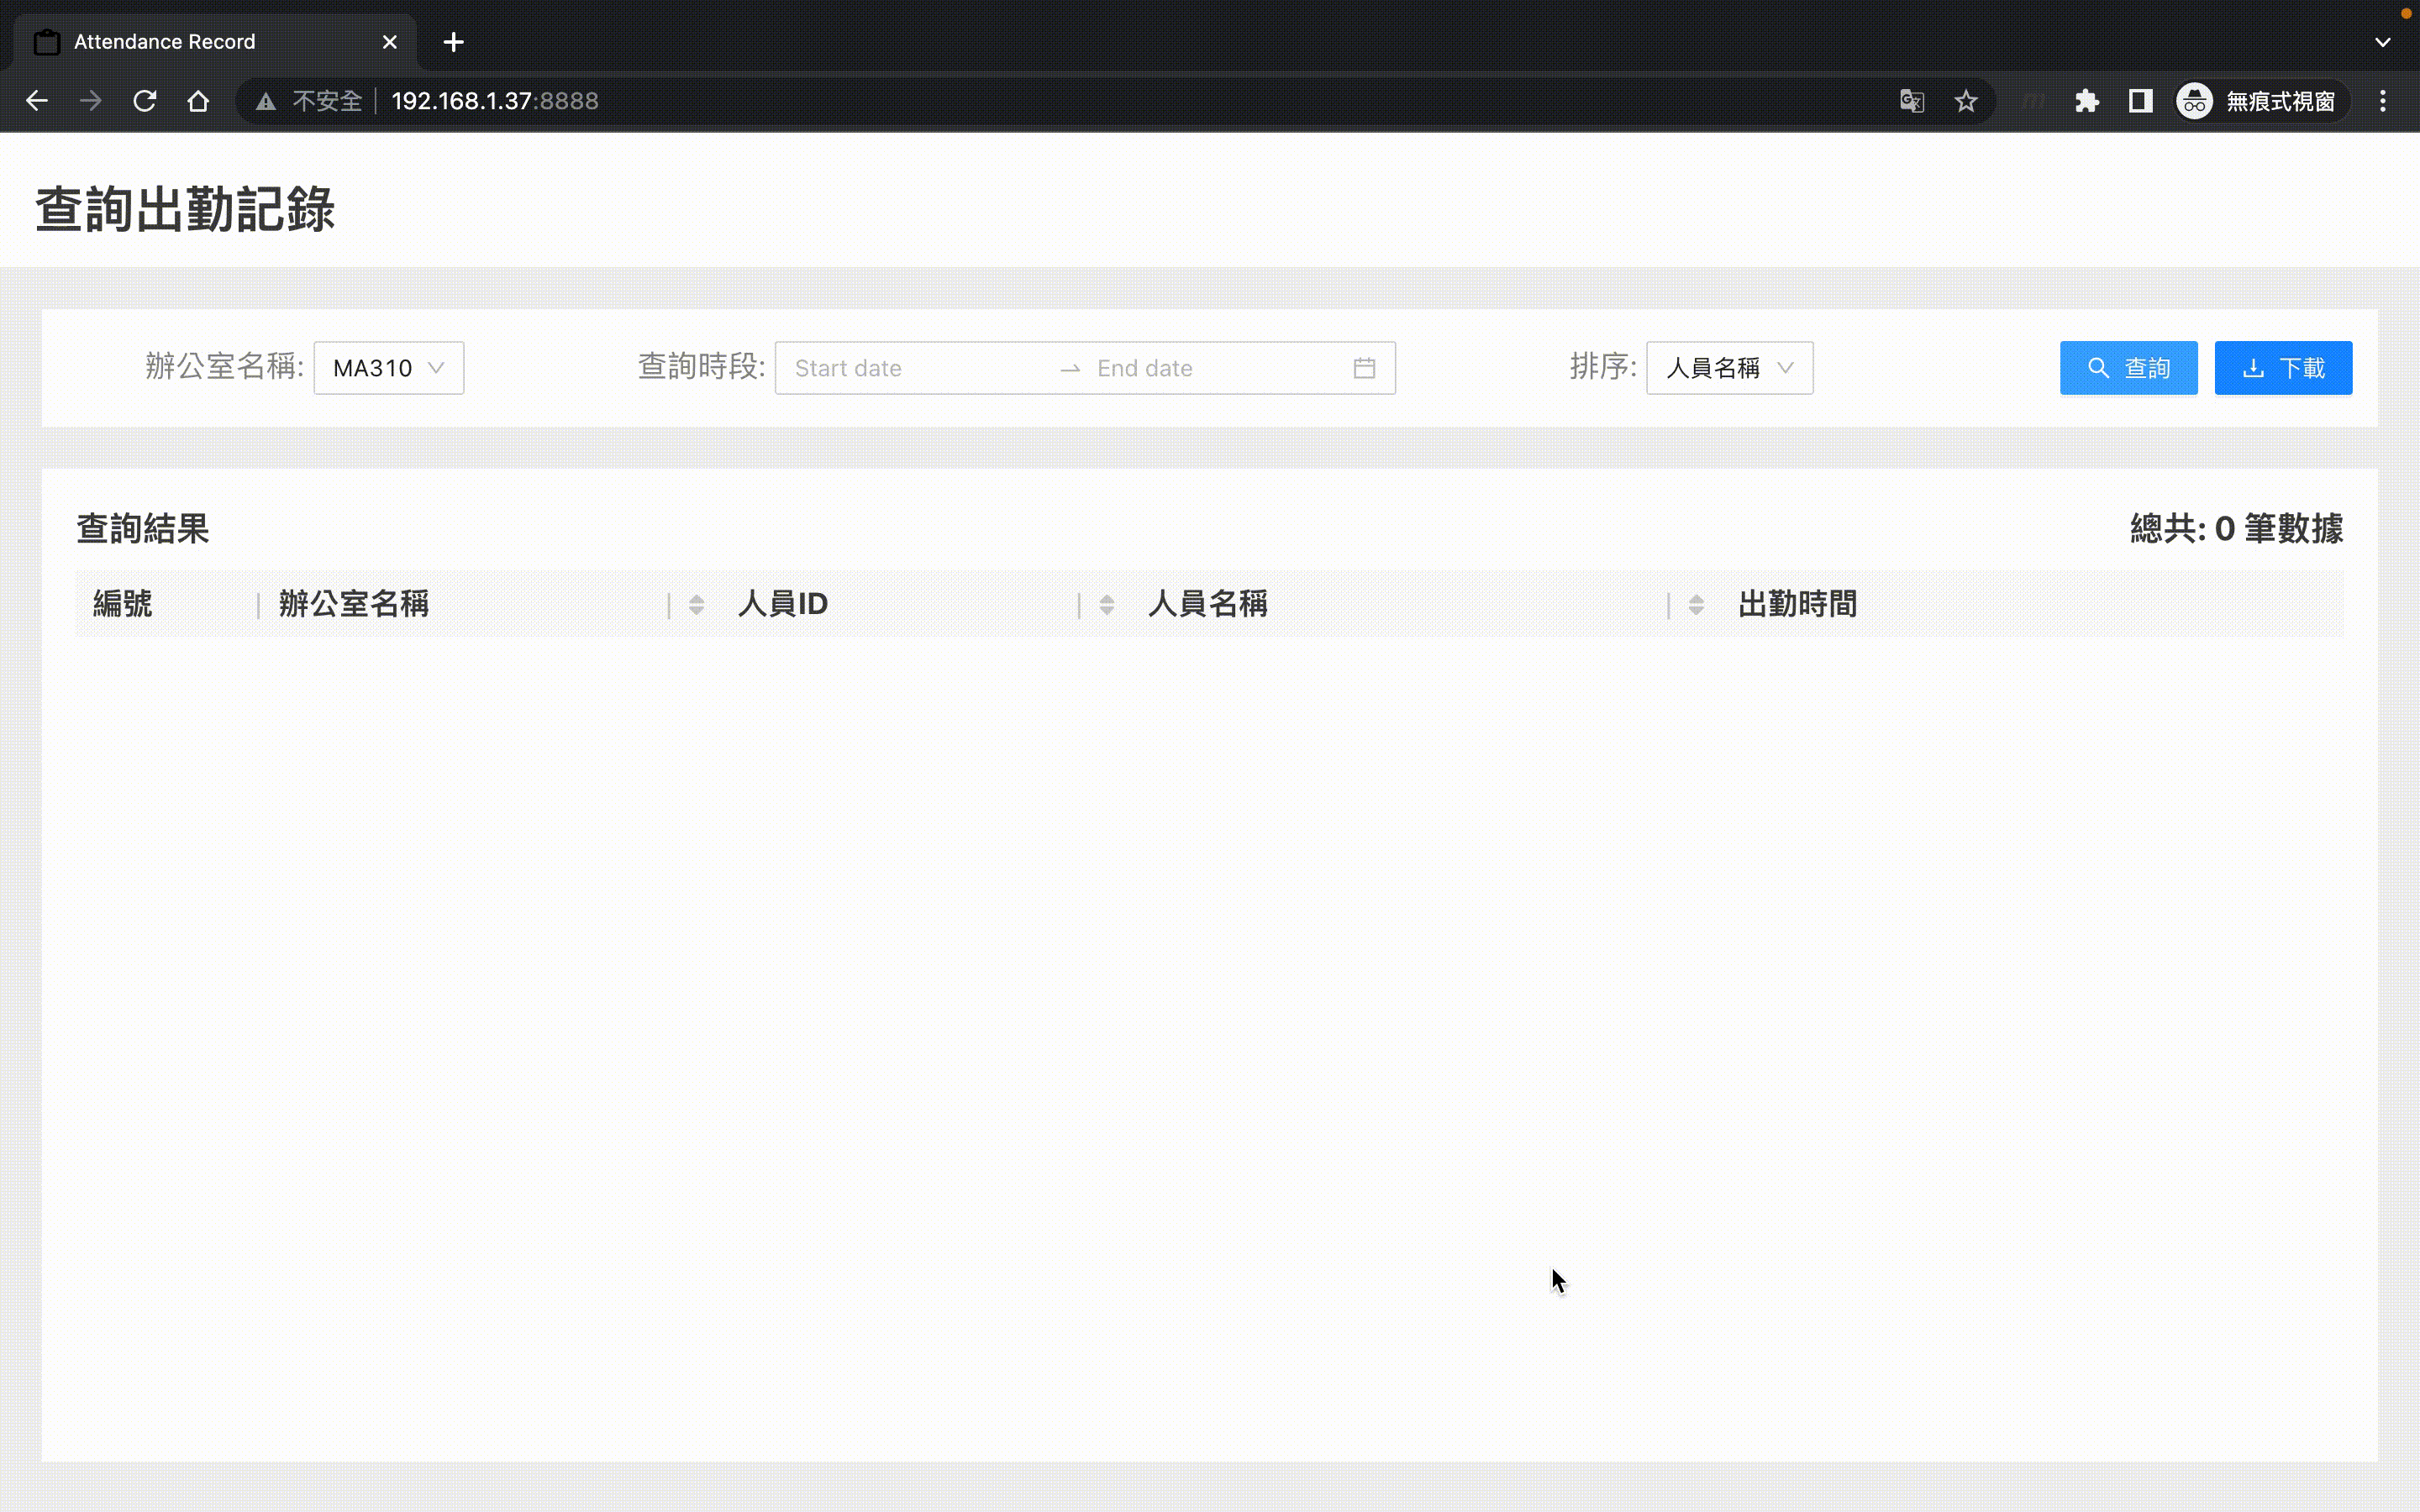 Attendance Record
不安全 192.168.1.37:8888 無痕式視窗
查詢出勤記錄
辦公室名稱: MA310 查詢時段: Start date End date 排序: 人員名稱 查詢 下載
查詢結果 總共: 0 筆數據
編號 辦公室名稱 人員ID 人員名稱 出勤時間